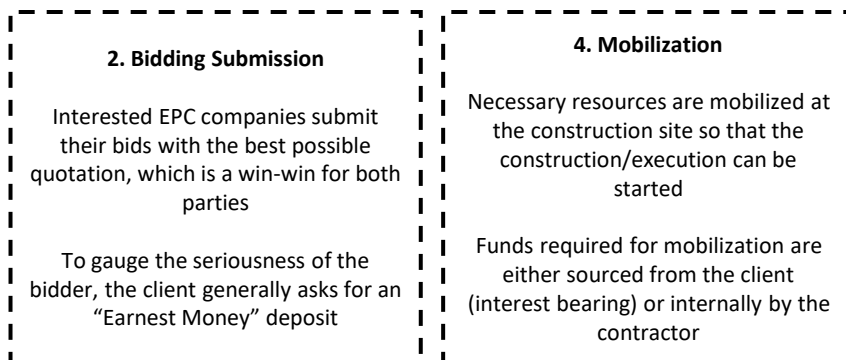 2. Bidding Submission
Interested EPC companies submit
their bids with the best possible
quotation, which is a win-win for both
parties
To gauge the seriousness of the
bidder, the client generally asks for an
“Earnest Money” deposit
4. Mobilization
Necessary resources are mobilized at
the construction site so that the
construction/execution can be
started
Funds required for mobilization are
either sourced from the client
(interest bearing) or internally by the
contractor